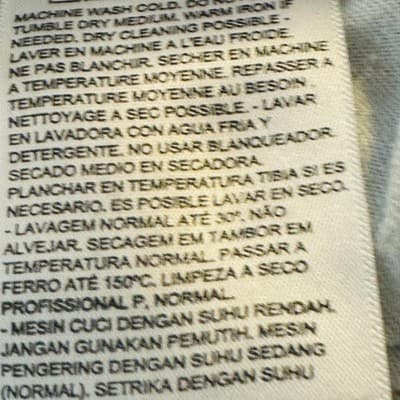 MACHINE WASH COLD. DO NO
TUMBLE DRY MEDIUM. WARM IRON IF
NEEDED. DRY CLEANING POSSIBLE -
LAVER EN MACHINE A L'EAU FROIDE.
NE PAS BLANCHIR. SECHER EN MACHINE
A TEMPERATURE MOYENNE. REPASSER A
TEMPERATURE MOYENNE AU BESOIN.
NETTOYAGE A SEC POSSIBLE. - LAVAR
EN LAVADORA CON AGUA FRIA Y
DETERGENTE. NO USAR BLANQUEADOR.
SECADO MEDIO EN SECADORA.
PLANCHAR EN TEMPERATURA TIBIA SI ES
NECESARIO. ES POSIBLE LAVAR EN SECO.
- LAVAGEM NORMAL ATÉ 30°. NÃO
ALVEJAR. SECAGEM EM TAMBOR EM
TEMPERATURA NORMAL. PASSAR A
FERRO ATÉ 150ºC. LIMPEZA A SECO
PROFISSIONAL P, NORMAL.
- MESIN CUCI DENGAN SUHU RENDAH.
JANGAN GUNAKAN PEMUTIH. MESIN
PENGERING DENGAN SUHU SEDANG
(NORMAL). SETRIKA DENGAN SUHU